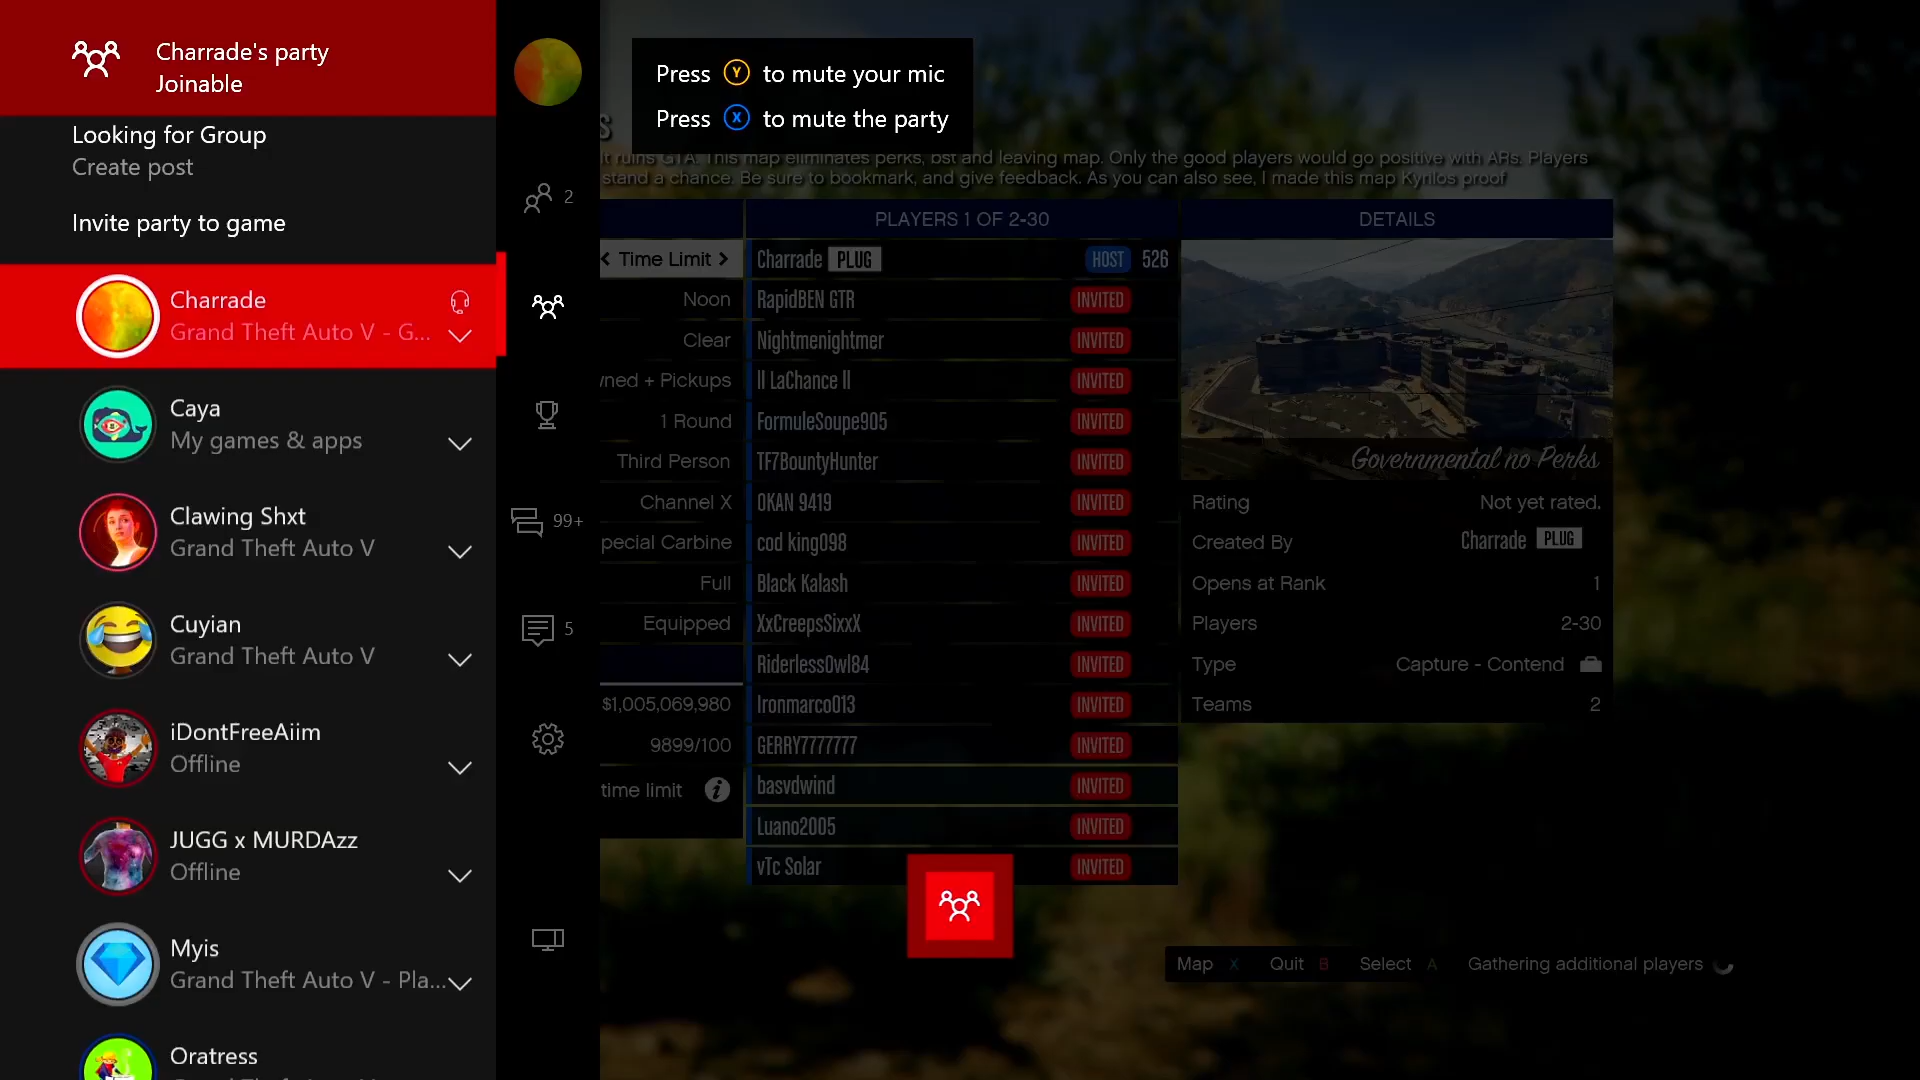 Charrade's party
Joinable
Looking for Group
Create post
Invite party to game
Charrade
Grand Theft Auto V - G...
Caya
My games & apps
Clawing Shxt
Grand Theft Auto V
Cuyian
Grand Theft Auto V
iDontFreeAiim
Offline
JUGG x MURDAzz
Offline
Myis
Grand Theft Auto V - Pla...
Oratress
2
99+
5
Press Y to mute your mic
Press X to mute the party
S
it ruins GTA. This map eliminates perks, bst and leaving map. Only the good players would go positive with ARs. Players
stand a chance. Be sure to bookmark, and give feedback. As you can also see, I made this map Kyrilos proof
< Time Limit >
Noon
Clear
wned + Pickups
1 Round
Third Person
Channel X
pecial Carbine
Full
Equipped
$1,005,069,980
9899/100
time limit
PLAYERS 1 OF 2-30
Charrade PLUG HOST 526
RapidBEN GTR INVITED
Nightmenightmer INVITED
II LaChance II INVITED
FormuleSoupe905 INVITED
TF7BountyHunter INVITED
OKAN 9419 INVITED
cod king098 INVITED
Black Kalash INVITED
XxCreepsSixxX INVITED
RiderlessOwl84 INVITED
Ironmarco013 INVITED
GERRY7777777 INVITED
basvdwind INVITED
Luano2005 INVITED
vTc Solar INVITED
DETAILS
Governmental no Perks
Rating Not yet rated.
Created By Charrade PLUG
Opens at Rank 1
Players 2-30
Type Capture - Contend
Teams 2
Map X Quit B Select A Gathering additional players